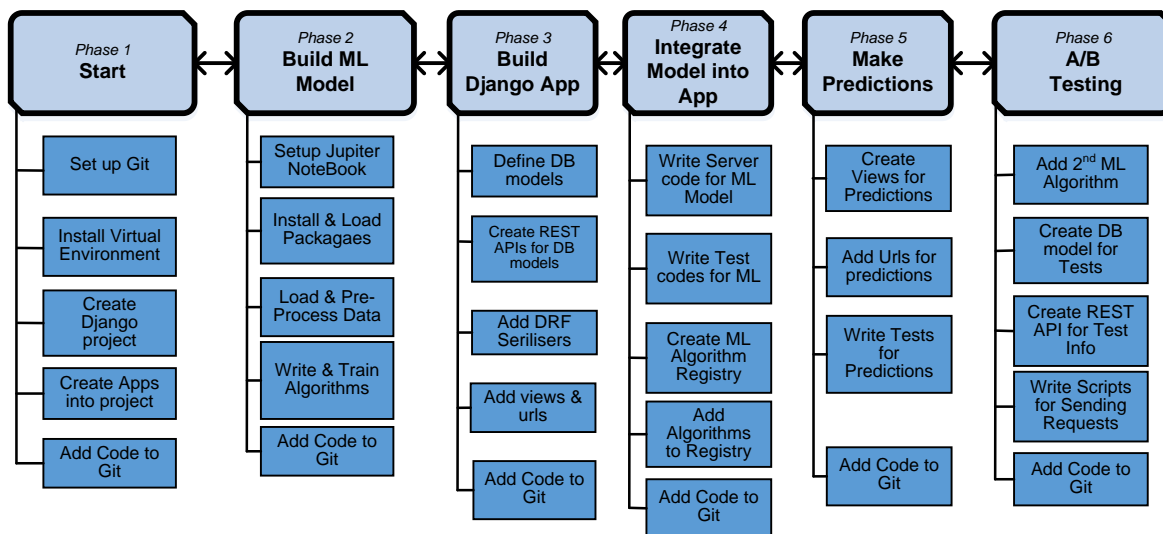 Phase 1
Start
Set up Git
Install Virtual
Environment
Create
Django
project
Create Apps
into project
Add Code to
Git
Phase 2
Build ML
Model
Setup Jupiter
NoteBook
Install & Load
Packagaes
Load & Pre-
Process Data
Write & Train
Algorithms
Add Code to
Git
Phase 3
Build
Django App
Define DB
models
Create REST
APIs for DB
models
Add DRF
Serilisers
Add views &
urls
Add Code to
Git
Phase 4
Integrate
Model into
App
Write Server
code for ML
Model
Write Test
codes for ML
Create ML
Algorithm
Registry
Add
Algorithms
to Registry
Add Code to
Git
Phase 5
Make
Predictions
Create
Views for
Predictions
Add Urls for
predictions
Write Tests
for
Predictions
Add Code to
Git
Phase 6
A/B
Testing
Add 2nd ML
Algorithm
Create DB
model for
Tests
Create REST
API for Test
Info
Write Scripts
for Sending
Requests
Add Code to
Git